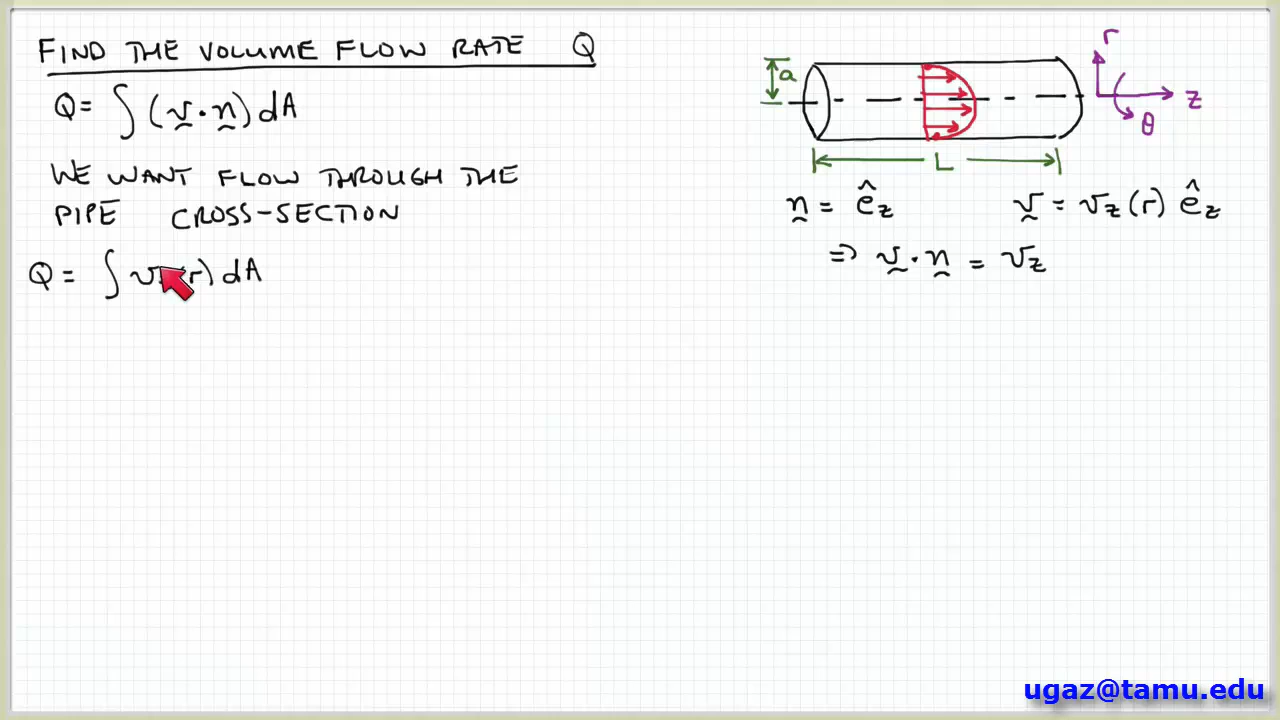 FIND THE VOLUME FLOW RATE Q
Q = ∫ (v · n) dA
WE WANT FLOW THROUGH THE
PIPE CROSS-SECTION
Q = ∫ v (r) dA
a
L
r
z
θ
n = ê_z
v = v_z (r) ê_z
⇒ v · n = v_z
ugaz@tamu.edu